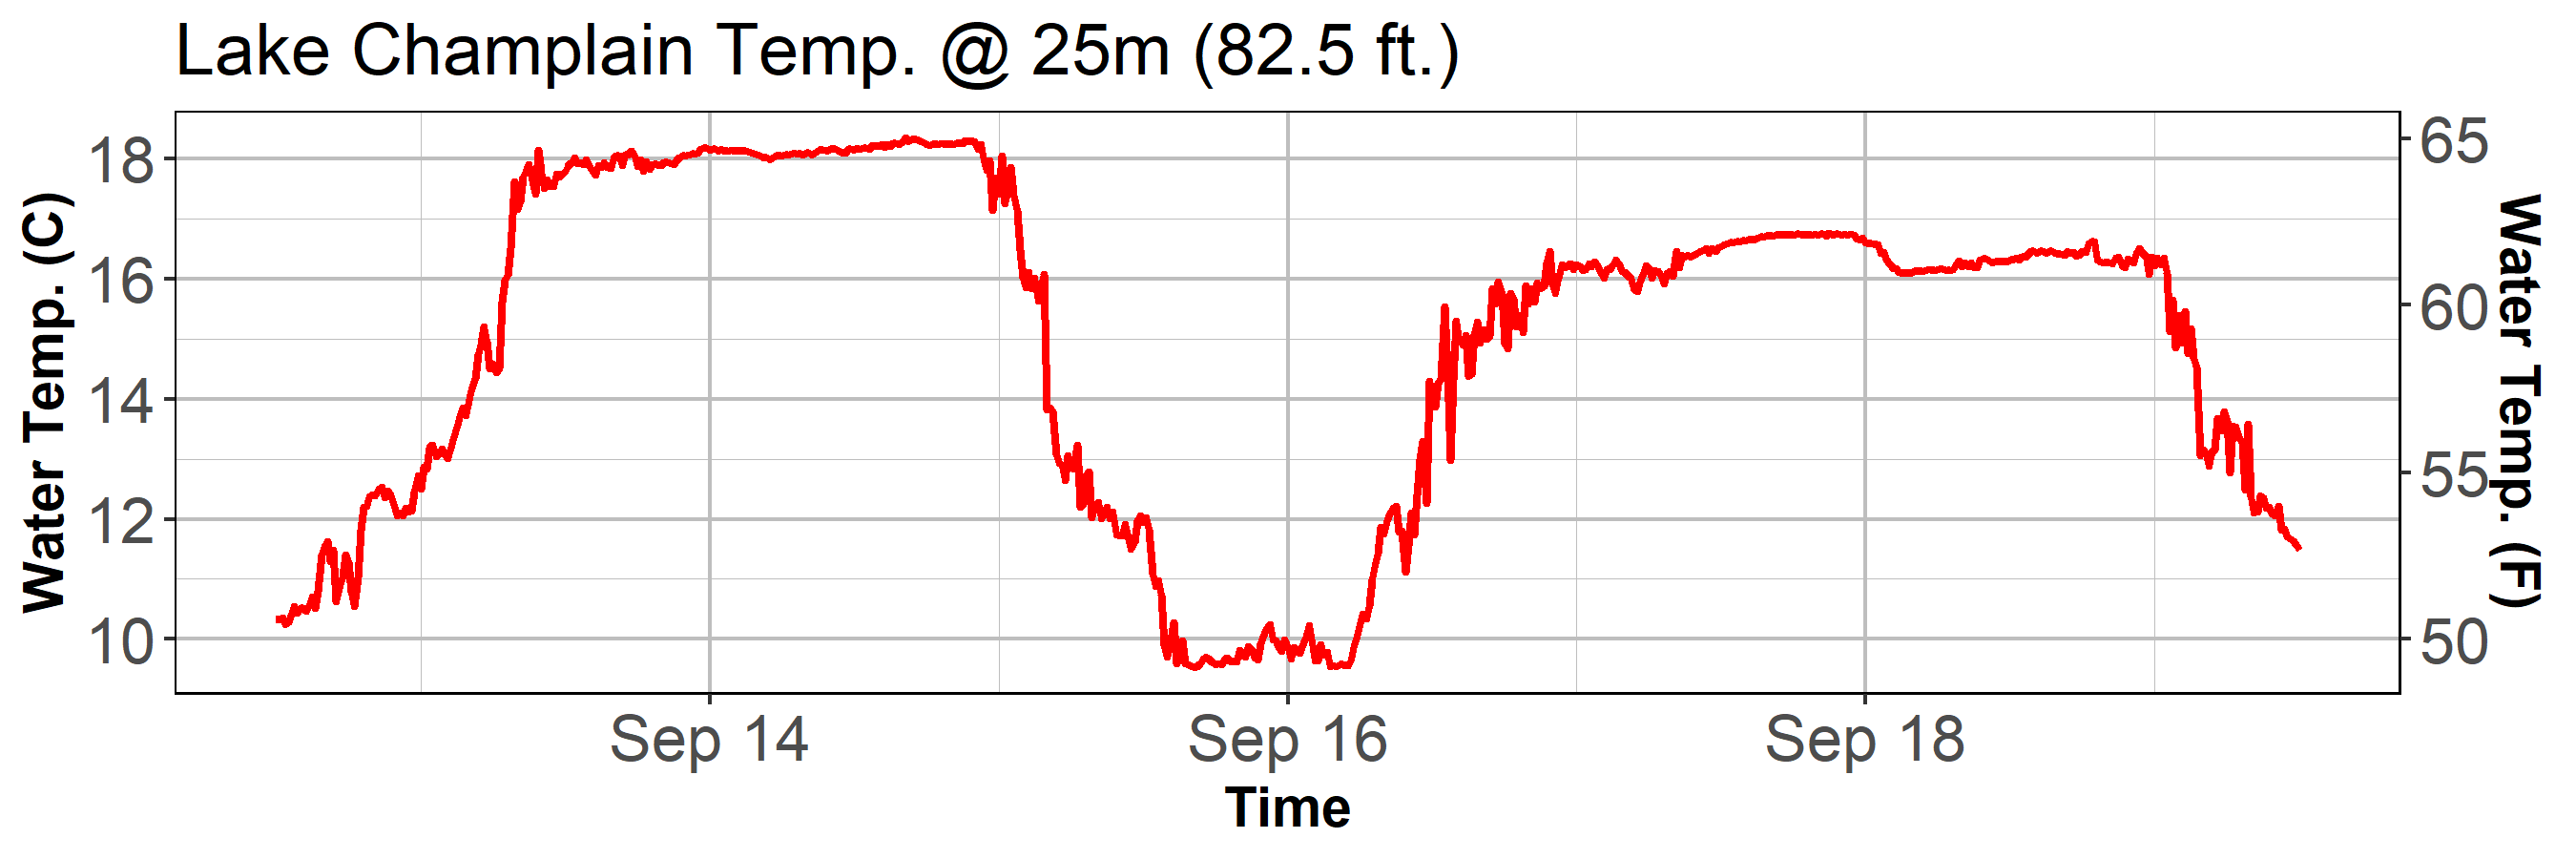 Lake Champlain Temp. @ 25m (82.5 ft.)
Water Temp. (C)
18
16
14
12
10
65
60
55
50
Water Temp. (F)
Sep 14
Sep 16
Sep 18
Time